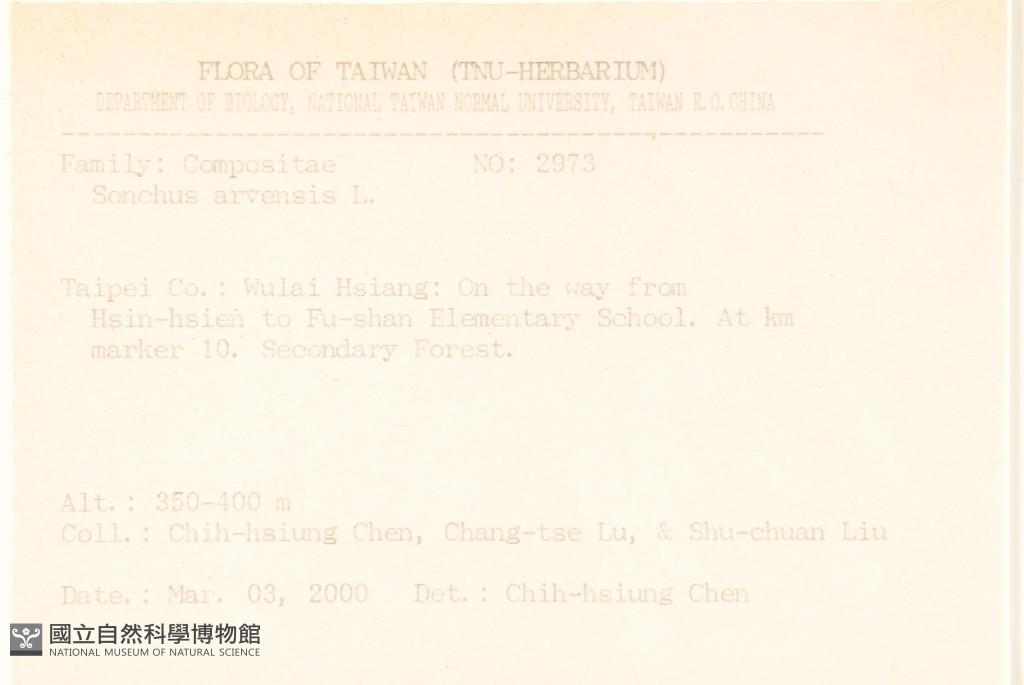 FLORA OF TAIWAN (TNU-HERBARIUM)
DEPARTMENT OF BIOLOGY, NATIONAL TAIWAN NORMAL UNIVERSITY, TAIWAN R.O.CHINA
--------------------------------------------------
Family: Compositae NO: 2973
Sonchus arvensis L.
Taipei Co.: Wulai Hsiang: On the way from
Hsin-hsien to Fu-shan Elementary School. At km
marker 10. Secondary Forest.
Alt.: 350-400 m
Coll.: Chih-hsiung Chen, Chang-tse Lu, & Shu-chuan Liu
Date.: Mar. 03, 2000 Det.: Chih-hsiung Chen
國立自然科學博物館
NATIONAL MUSEUM OF NATURAL SCIENCE